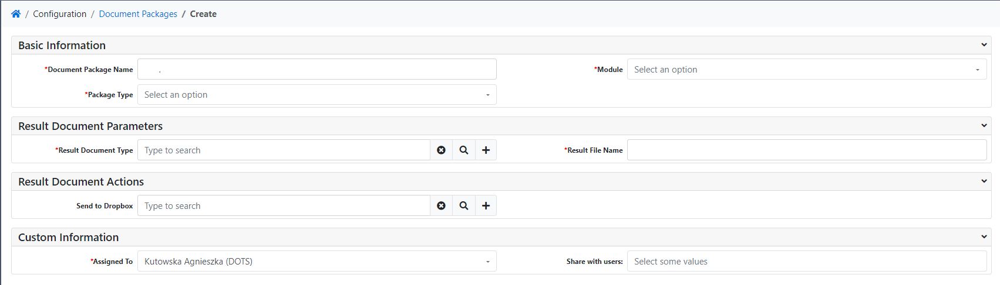 / Configuration / Document Packages / Create
Basic Information
*Document Package Name
.
*Module
Select an option
*Package Type
Select an option
Result Document Parameters
*Result Document Type
Type to search
*Result File Name
Result Document Actions
Send to Dropbox
Type to search
Custom Information
*Assigned To
Kutowska Agnieszka (DOTS)
Share with users:
Select some values